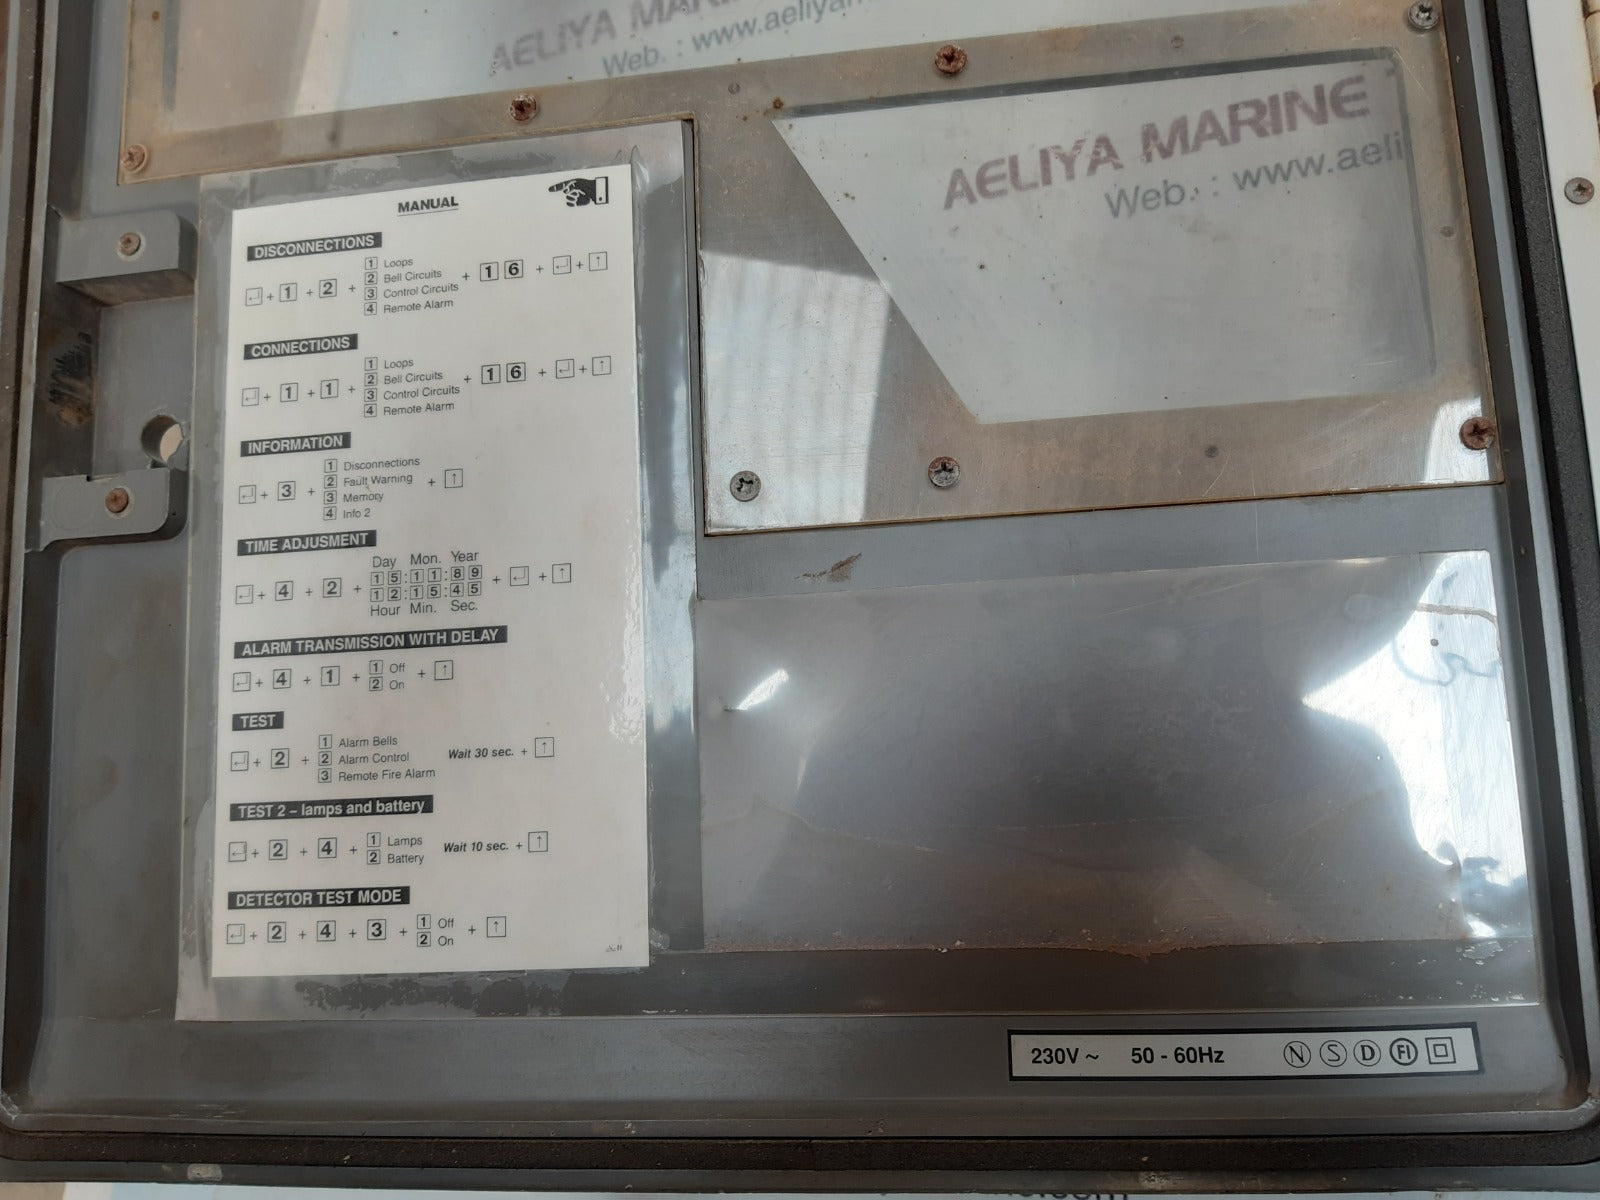 AELIYA MARINE
Web. : www.aeliya
AELIYA MARINE
Web. : www.aeli
MANUAL
DISCONNECTIONS
↵ + 1 + 2 + 1 Loops + 1 6 + ↵ + ↑
2 Bell Circuits
3 Control Circuits
4 Remote Alarm
CONNECTIONS
↵ + 1 + 1 + 1 Loops + 1 6 + ↵ + ↑
2 Bell Circuits
3 Control Circuits
4 Remote Alarm
INFORMATION
↵ + 3 + 1 Disconnections + ↑
2 Fault Warning
3 Memory
4 Info 2
TIME ADJUSMENT
Day Mon. Year
↵ + 4 + 2 + 1 5 : 1 1 : 8 9 + ↵ + ↑
1 2 : 1 5 : 4 5
Hour Min. Sec.
ALARM TRANSMISSION WITH DELAY
↵ + 4 + 1 + 1 Off + ↑
2 On
TEST
↵ + 2 + 1 Alarm Bells Wait 30 sec. + ↑
2 Alarm Control
3 Remote Fire Alarm
TEST 2 – lamps and battery
↵ + 2 + 4 + 1 Lamps Wait 10 sec. + ↑
2 Battery
DETECTOR TEST MODE
↵ + 2 + 4 + 3 + 1 Off + ↑
2 On
230V ~ 50 - 60Hz N S D FI